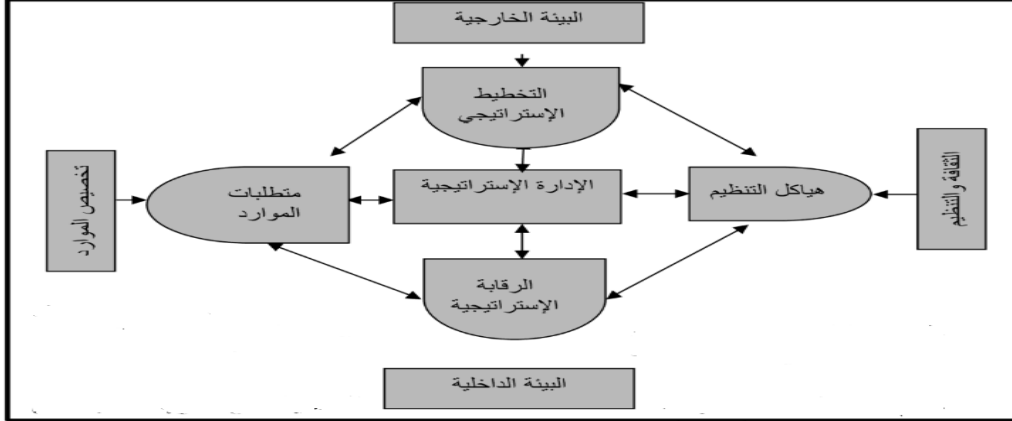 البيئة الخارجية
التخطيط
الإستراتيجي
الثقافة والتنظيم
هياكل التنظيم
الإدارة الإستراتيجية
متطلبات
الموارد
تخصيص الموارد
الرقابة
الإستراتيجية
البيئة الداخلية